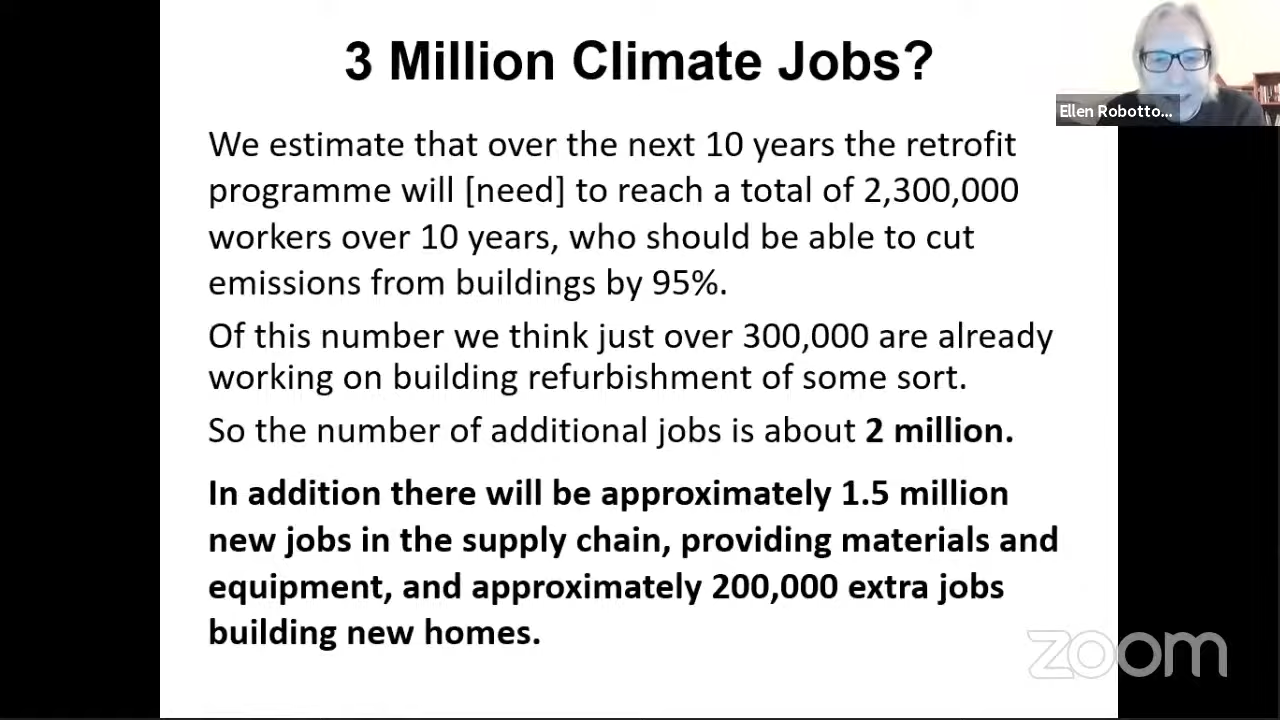 3 Million Climate Jobs?
Ellen Robotto...
We estimate that over the next 10 years the retrofit
programme will [need] to reach a total of 2,300,000
workers over 10 years, who should be able to cut
emissions from buildings by 95%.
Of this number we think just over 300,000 are already
working on building refurbishment of some sort.
So the number of additional jobs is about 2 million.
In addition there will be approximately 1.5 million
new jobs in the supply chain, providing materials and
equipment, and approximately 200,000 extra jobs
building new homes.
zoom